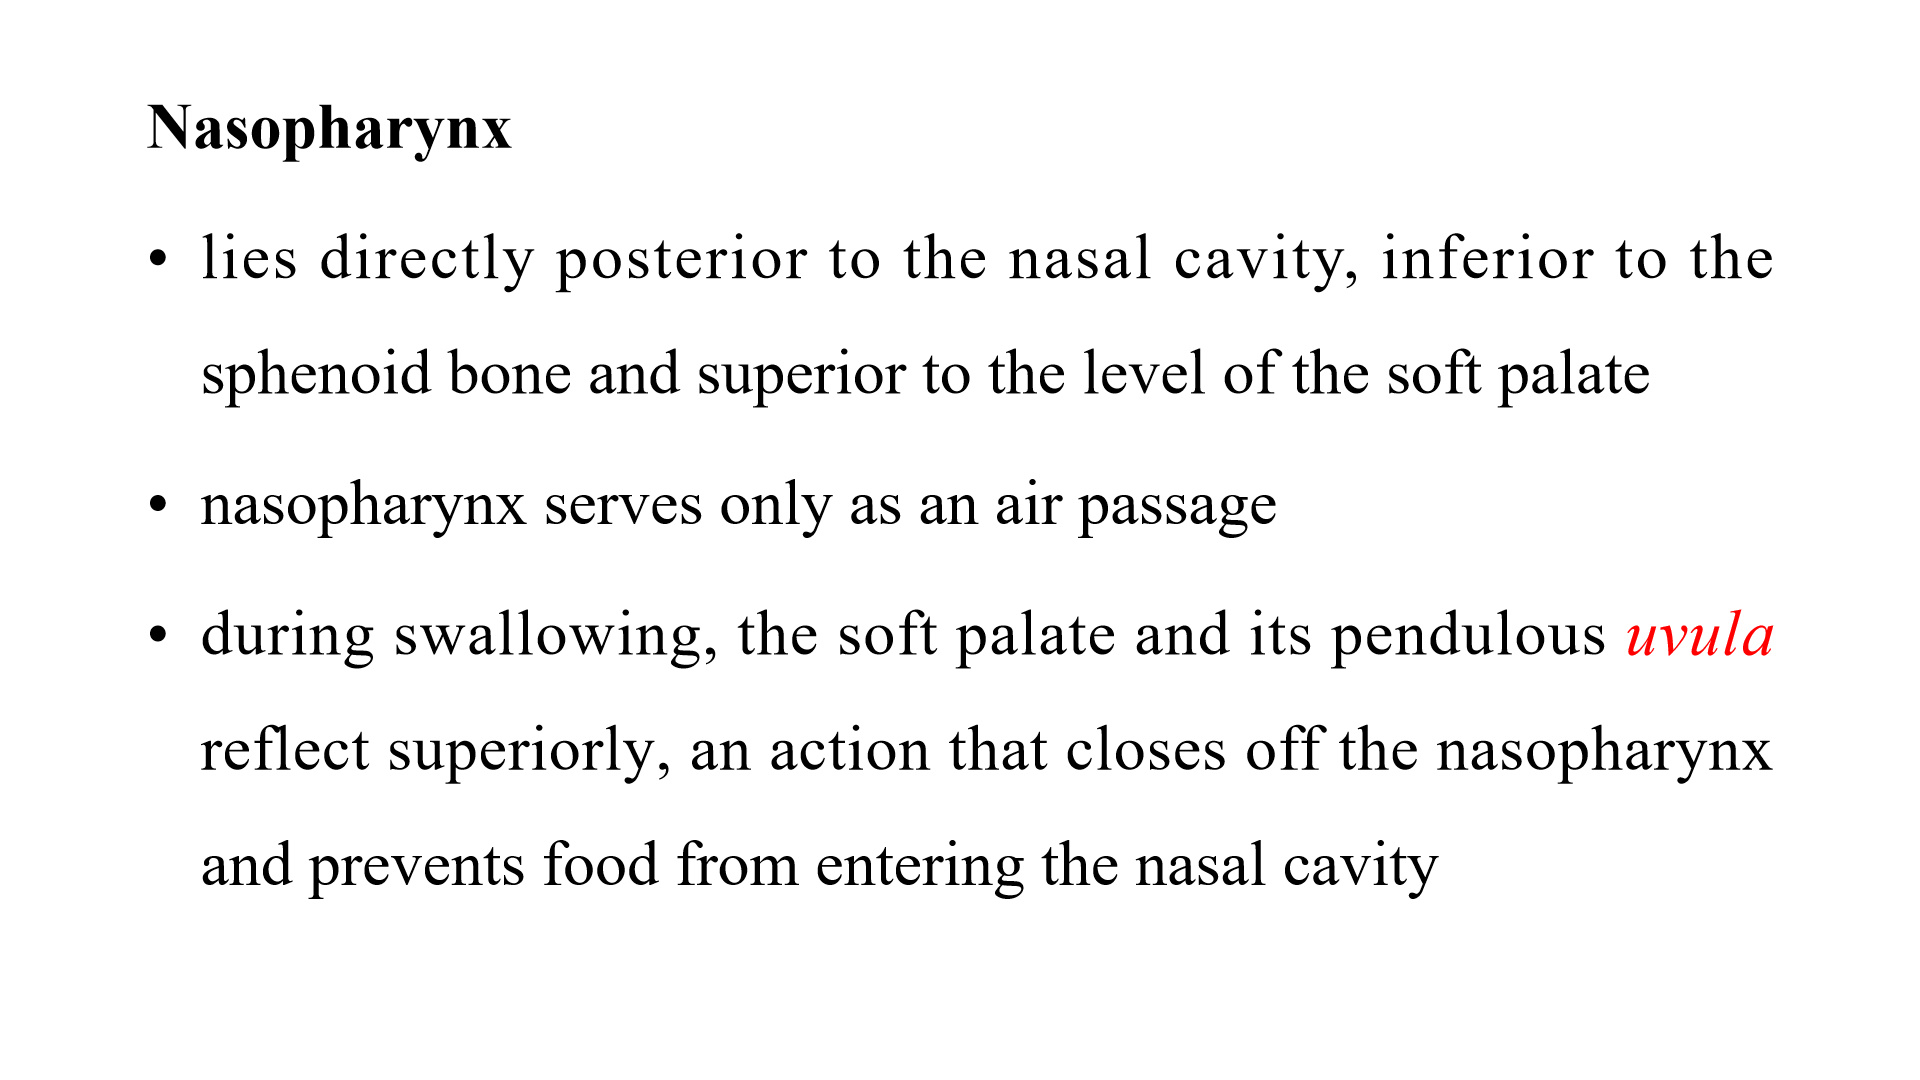 Nasopharynx
• lies directly posterior to the nasal cavity, inferior to the
sphenoid bone and superior to the level of the soft palate
• nasopharynx serves only as an air passage
• during swallowing, the soft palate and its pendulous uvula
reflect superiorly, an action that closes off the nasopharynx
and prevents food from entering the nasal cavity